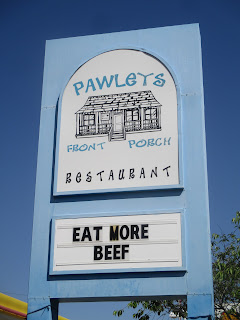 PAWLEYS
FRONT PORCH
RESTAURANT
EAT MORE
BEEF